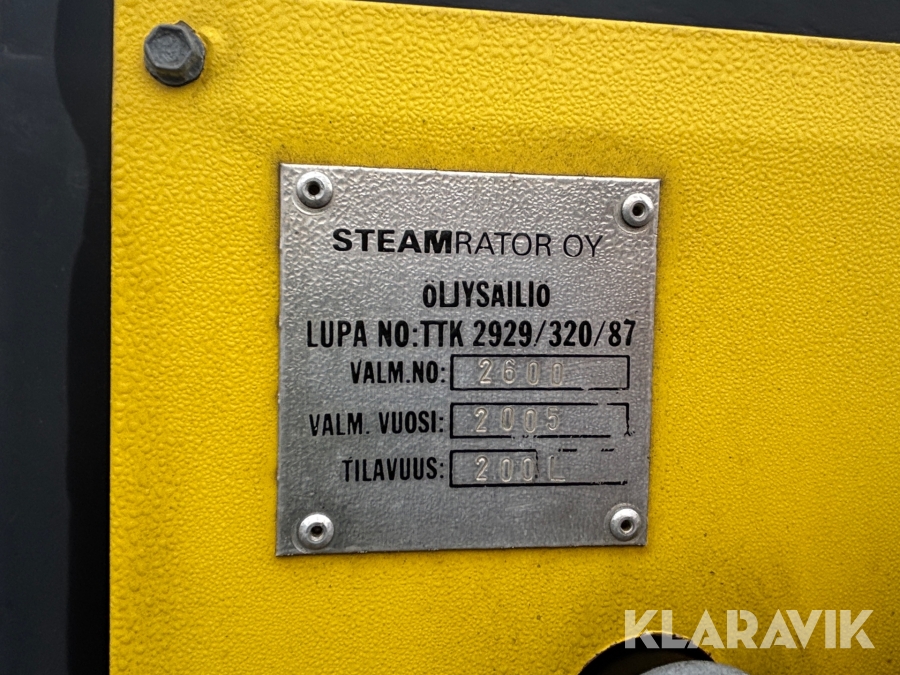 STEAMRATOR OY
ÖLJYSÄILIÖ
LUPA NO:TTK 2929/320/87
VALM.NO: 2600
VALM. VUOSI: 2005
TILAVUUS: 200L
KLARAVIK